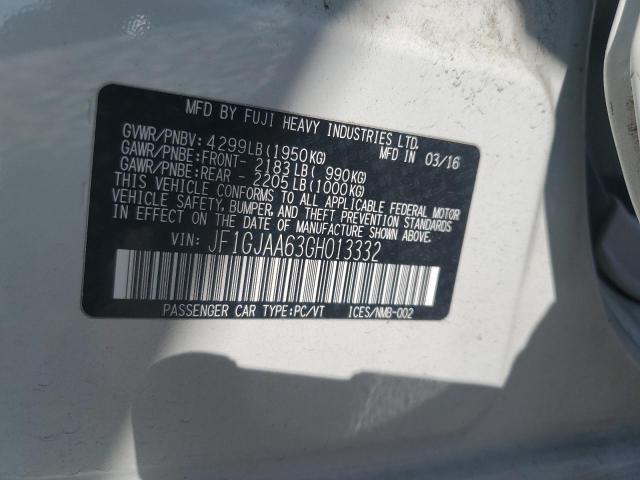 MFD BY FUJI HEAVY INDUSTRIES LTD.
GVWR/PNBV: 4299LB(1950KG) MFD IN 03/16
GAWR/PNBE:FRONT- 2183LB( 990KG)
GAWR/PNBE:REAR - 2205LB(1000KG)
THIS VEHICLE CONFORMS TO ALL APPLICABLE FEDERAL MOTOR
VEHICLE SAFETY, BUMPER, AND THEFT PREVENTION STANDARDS
IN EFFECT ON THE DATE OF MANUFACTURE SHOWN ABOVE.
VIN: JF1GJAA63GH013332
PASSENGER CAR TYPE:PC/VT ICES/NMB-002